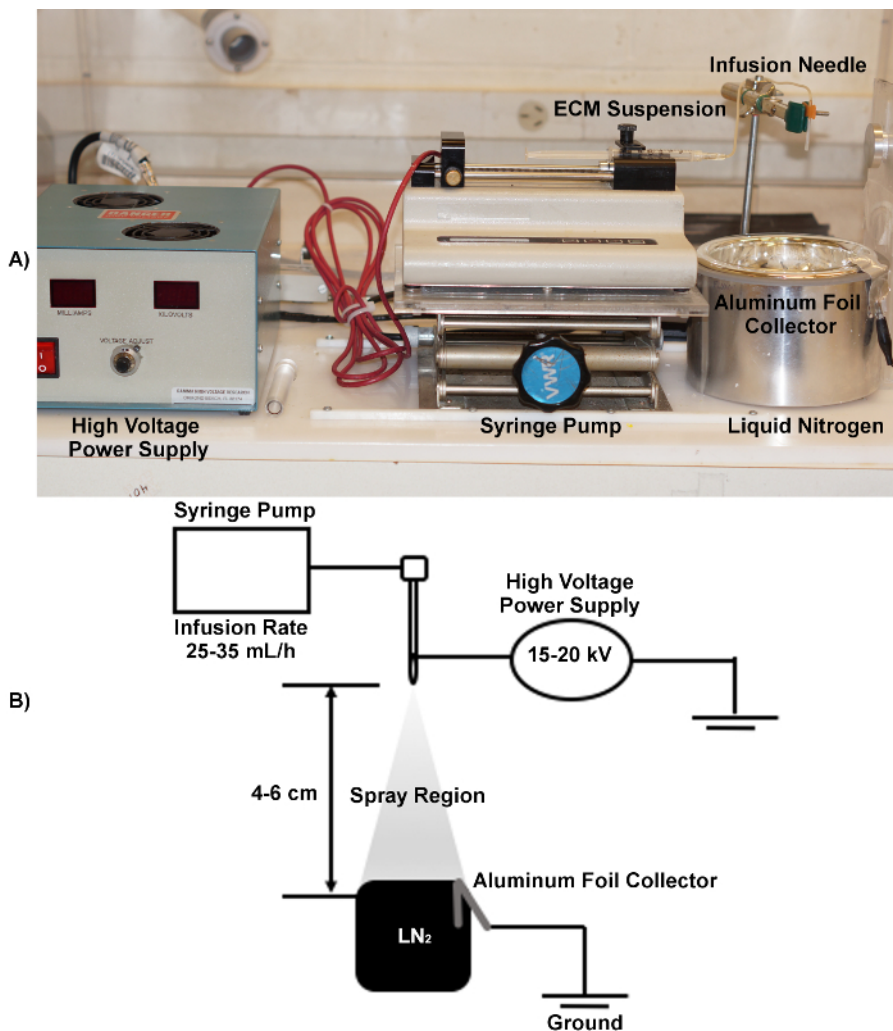 Infusion Needle
ECM Suspension
A)
DANGER
MILLIAMPS
KILOVOLTS
VOLTAGE ADJUST
I
O
VWR
Aluminum Foil
Collector
High Voltage
Power Supply
Syringe Pump
Liquid Nitrogen
Syringe Pump
High Voltage
Power Supply
Infusion Rate
25-35 mL/h
15-20 kV
B)
4-6 cm
Spray Region
Aluminum Foil Collector
LN₂
Ground